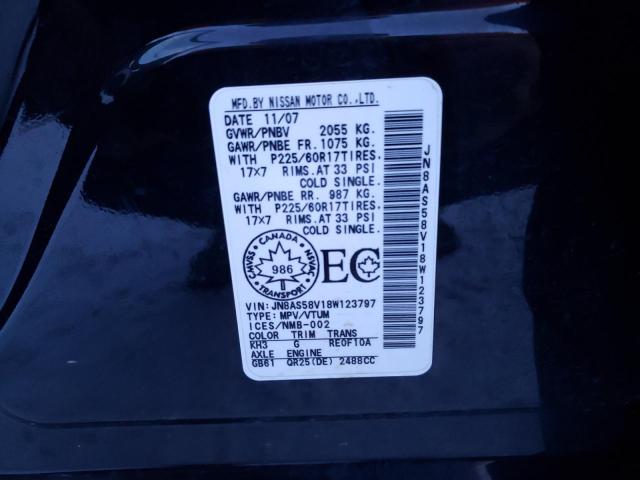 MFD.BY NISSAN MOTOR CO.,LTD.
DATE 11/07
GVWR/PNBV 2055 KG.
GAWR/PNBE FR.1075 KG.
WITH P225/60R17TIRES.
17×7 RIMS.AT 33 PSI
COLD SINGLE.
GAWR/PNBE RR. 987 KG.
WITH P225/60R17TIRES.
17×7 RIMS.AT 33 PSI
COLD SINGLE.
CANADA
CMVSS 986 NSVAC
TRANSPORT
EC
VIN:JN8AS58V18W123797
TYPE:MPV/VTUM
ICES/NMB-002
COLOR TRIM TRANS
KH3 G RE0F10A
AXLE ENGINE
GB61 QR25(DE) 2488CC
JN8AS58V18W123797